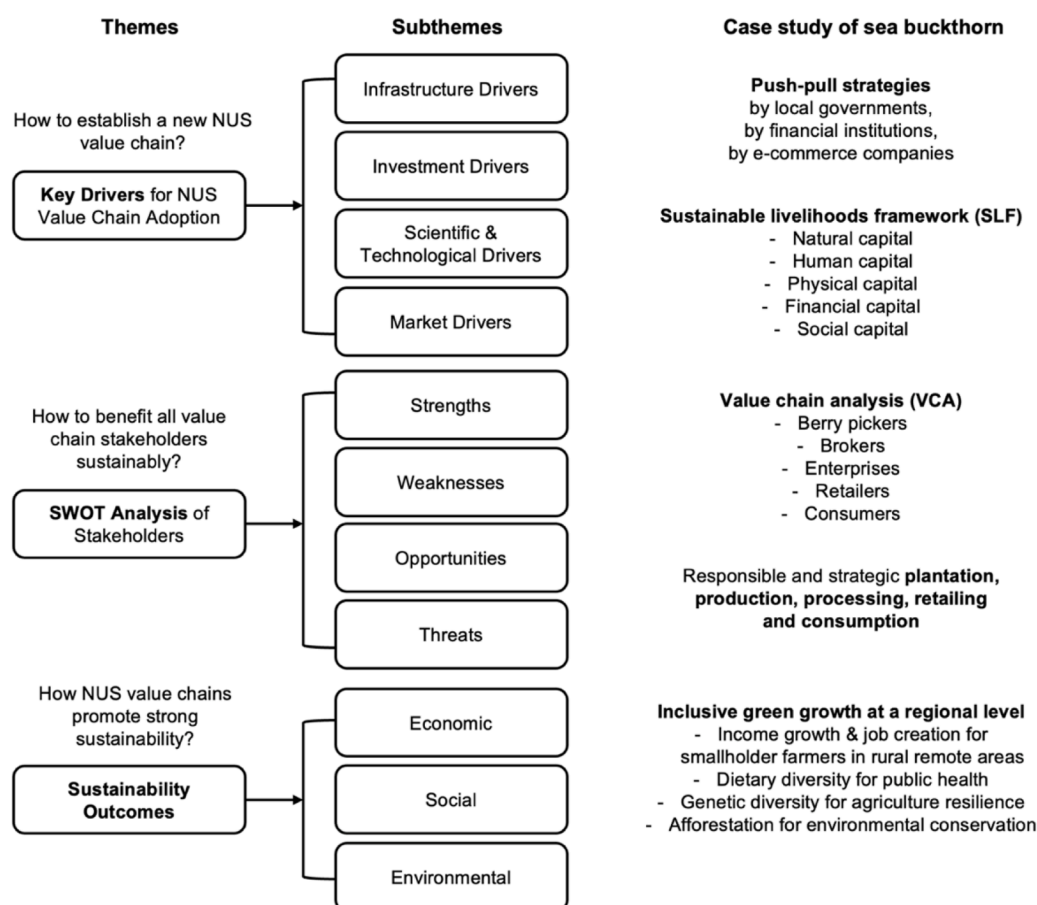 Themes
Subthemes
Case study of sea buckthorn
How to establish a new NUS
value chain?
Key Drivers for NUS
Value Chain Adoption
Infrastructure Drivers
Investment Drivers
Scientific &
Technological Drivers
Market Drivers
Push-pull strategies
by local governments,
by financial institutions,
by e-commerce companies
Sustainable livelihoods framework (SLF)
- Natural capital
- Human capital
- Physical capital
- Financial capital
- Social capital
How to benefit all value
chain stakeholders
sustainably?
SWOT Analysis of
Stakeholders
Strengths
Weaknesses
Opportunities
Threats
Value chain analysis (VCA)
- Berry pickers
- Brokers
- Enterprises
- Retailers
- Consumers
Responsible and strategic plantation,
production, processing, retailing
and consumption
How NUS value chains
promote strong
sustainability?
Sustainability
Outcomes
Economic
Social
Environmental
Inclusive green growth at a regional level
- Income growth & job creation for
smallholder farmers in rural remote areas
- Dietary diversity for public health
- Genetic diversity for agriculture resilience
- Afforestation for environmental conservation